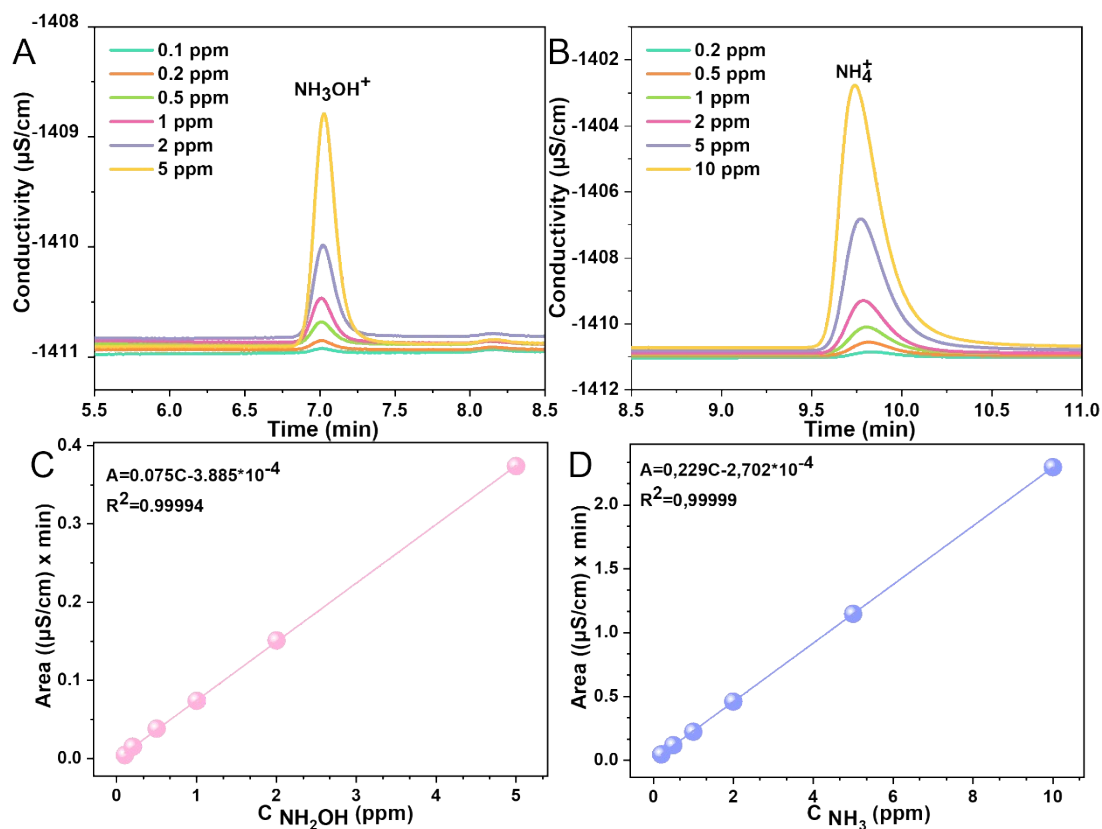 A
0.1 ppm
0.2 ppm
0.5 ppm
1 ppm
2 ppm
5 ppm
NH₃OH⁺
-1408
-1409
-1410
-1411
Conductivity (µS/cm)
5.5 6.0 6.5 7.0 7.5 8.0 8.5
Time (min)
B
0.2 ppm
0.5 ppm
1 ppm
2 ppm
5 ppm
10 ppm
NH₄⁺
-1402
-1404
-1406
-1408
-1410
-1412
Conductivity (µS/cm)
8.5 9.0 9.5 10.0 10.5 11.0
Time (min)
C
A=0.075C-3.885*10⁻⁴
R²=0.99994
0.4
0.3
0.2
0.1
0.0
Area ((µS/cm) x min)
0 1 2 3 4 5
C NH₂OH (ppm)
D
A=0,229C-2,702*10⁻⁴
R²=0,99999
2.0
1.5
1.0
0.5
0.0
Area ((µS/cm) x min)
0 2 4 6 8 10
C NH₃ (ppm)